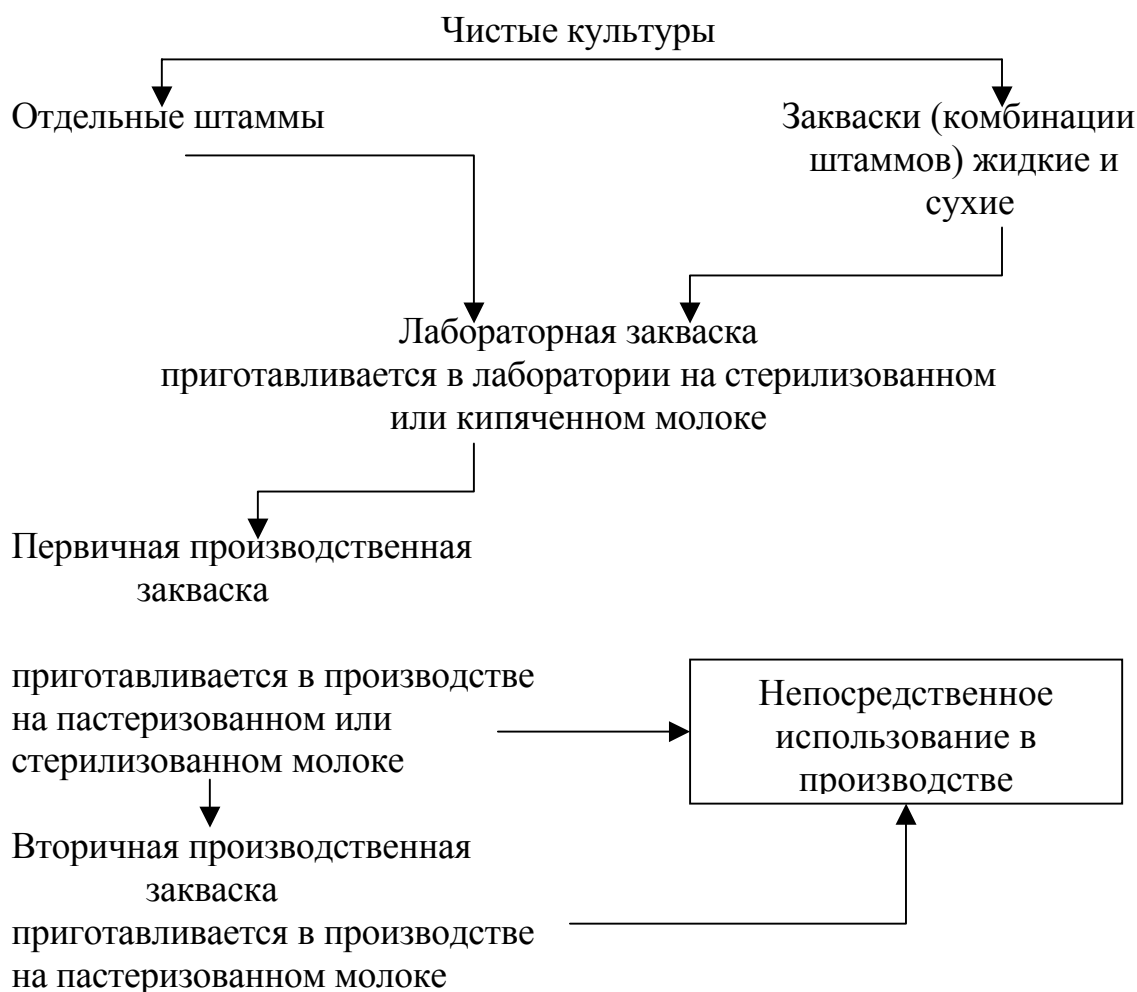 Чистые культуры
Отдельные штаммы
Закваски (комбинации
штаммов) жидкие и
сухие
Лабораторная закваска
приготавливается в лаборатории на стерилизованном
или кипяченном молоке
Первичная производственная
закваска
приготавливается в производстве
на пастеризованном или
стерилизованном молоке
Непосредственное
использование в
производстве
Вторичная производственная
закваска
приготавливается в производстве
на пастеризованном молоке